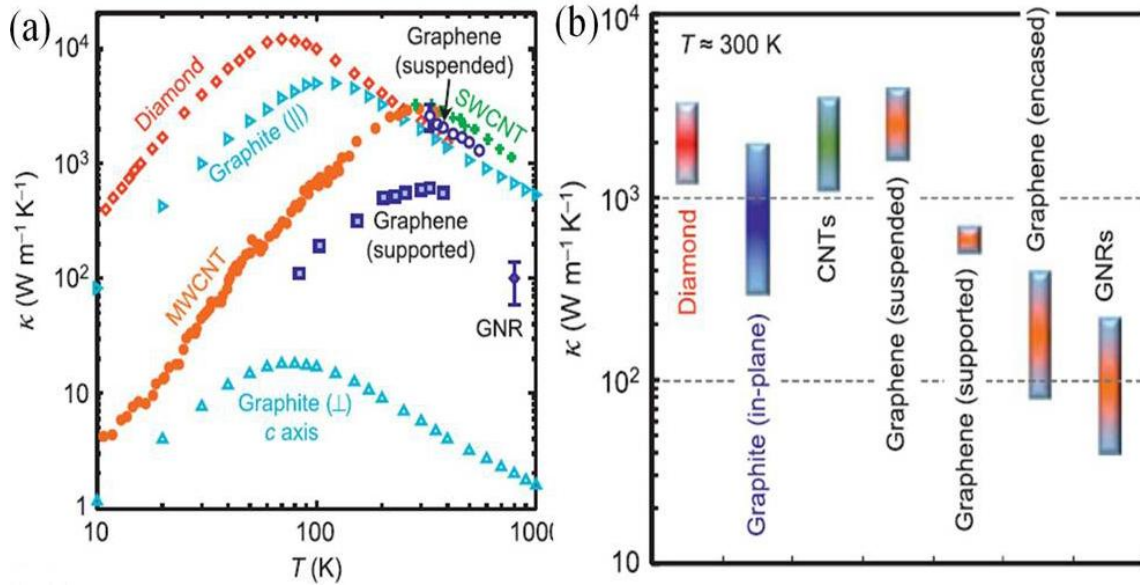 (a)
10⁴
10³
10²
10
1
κ (W m⁻¹ K⁻¹)
Diamond
Graphite (||)
MWCNT
Graphene
(suspended)
SWCNT
Graphene
(supported)
GNR
Graphite (⊥)
c axis
10
100
1000
T (K)
(b)
10⁴
10³
10²
10
κ (W m⁻¹ K⁻¹)
T ≈ 300 K
Diamond
Graphite (in-plane)
CNTs
Graphene (suspended)
Graphene (supported)
Graphene (encased)
GNRs